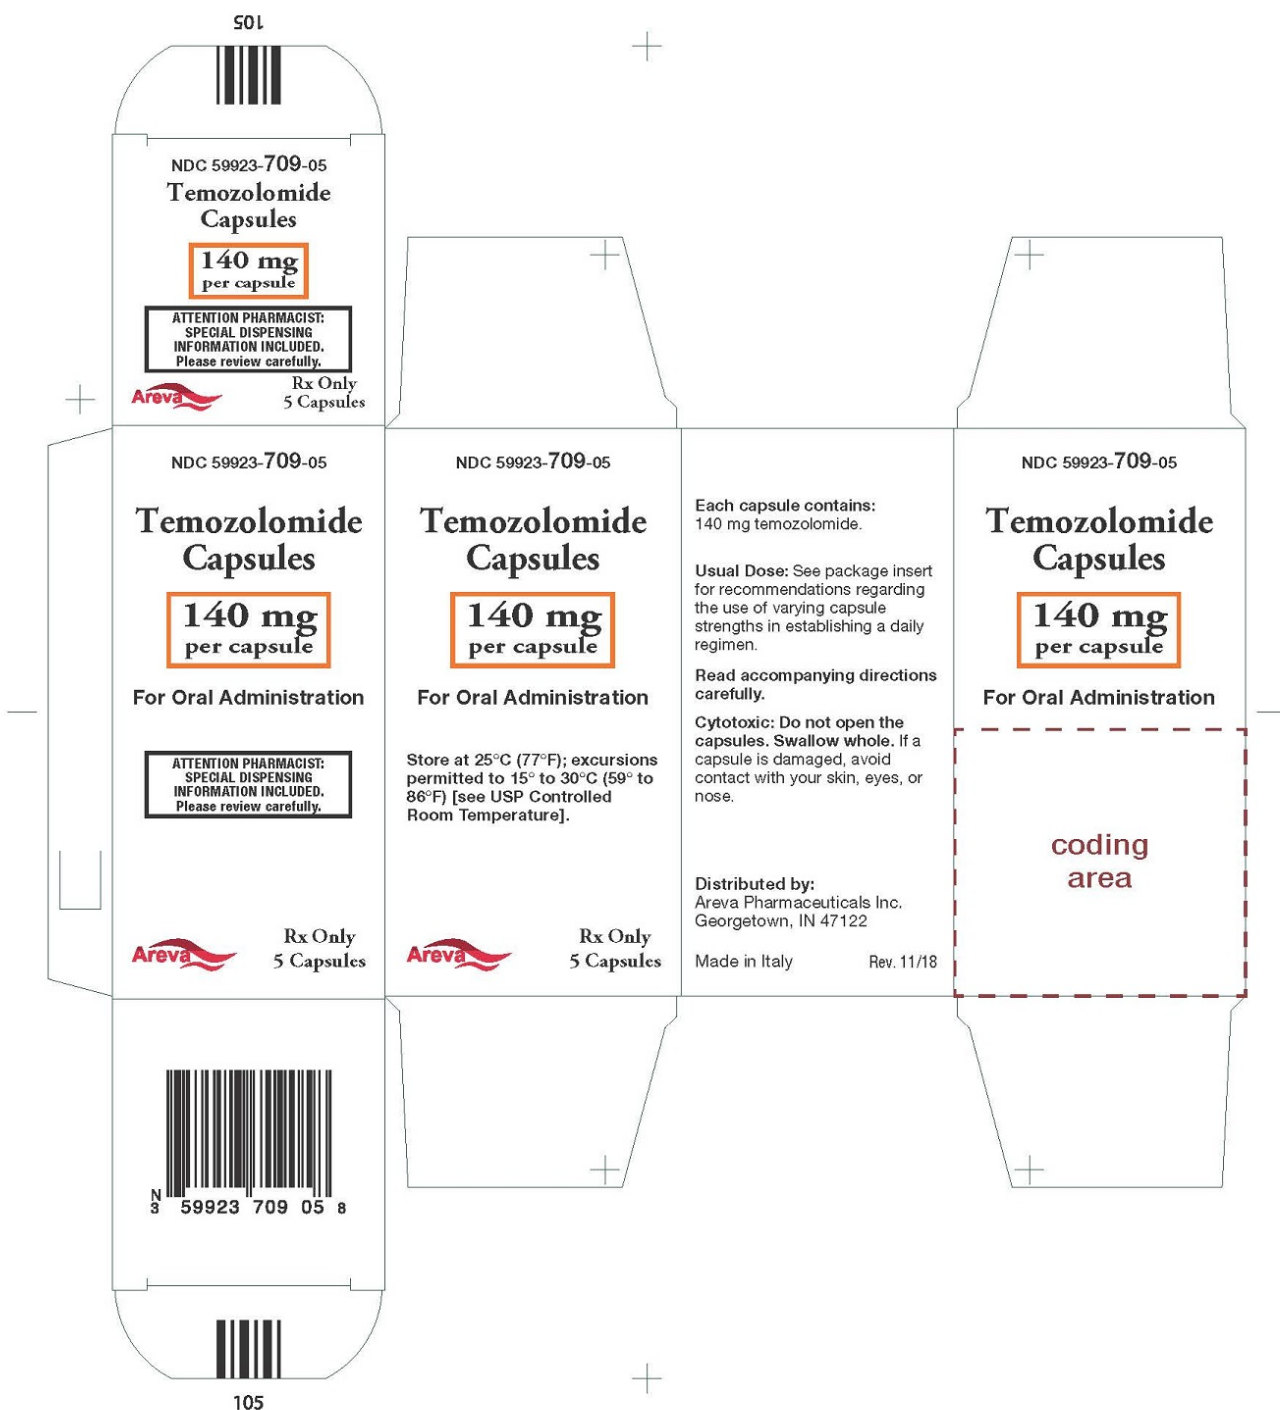 105
NDC 59923-709-05
Temozolomide
Capsules
140 mg
per capsule
ATTENTION PHARMACIST:
SPECIAL DISPENSING
INFORMATION INCLUDED.
Please review carefully.
Areva
Rx Only
5 Capsules
NDC 59923-709-05
Temozolomide
Capsules
140 mg
per capsule
For Oral Administration
ATTENTION PHARMACIST:
SPECIAL DISPENSING
INFORMATION INCLUDED.
Please review carefully.
Areva
Rx Only
5 Capsules
NDC 59923-709-05
Temozolomide
Capsules
140 mg
per capsule
For Oral Administration
Store at 25°C (77°F); excursions
permitted to 15° to 30°C (59° to
86°F) [see USP Controlled
Room Temperature].
Areva
Rx Only
5 Capsules
Each capsule contains:
140 mg temozolomide.
Usual Dose: See package insert
for recommendations regarding
the use of varying capsule
strengths in establishing a daily
regimen.
Read accompanying directions
carefully.
Cytotoxic: Do not open the
capsules. Swallow whole. If a
capsule is damaged, avoid
contact with your skin, eyes, or
nose.
Distributed by:
Areva Pharmaceuticals Inc.
Georgetown, IN 47122
Made in Italy Rev. 11/18
NDC 59923-709-05
Temozolomide
Capsules
140 mg
per capsule
For Oral Administration
coding
area
N
3 59923 709 05 8
105